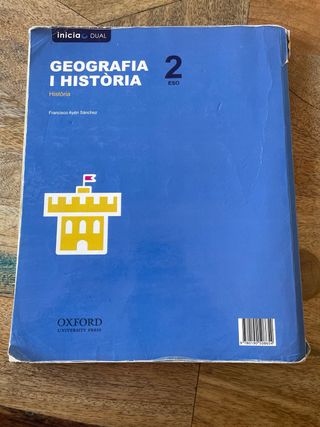 inicia DUAL
GEOGRAFIA
I HISTÒRIA
2
ESO
Història
Francisco Ayén Sánchez
OXFORD
UNIVERSITY PRESS